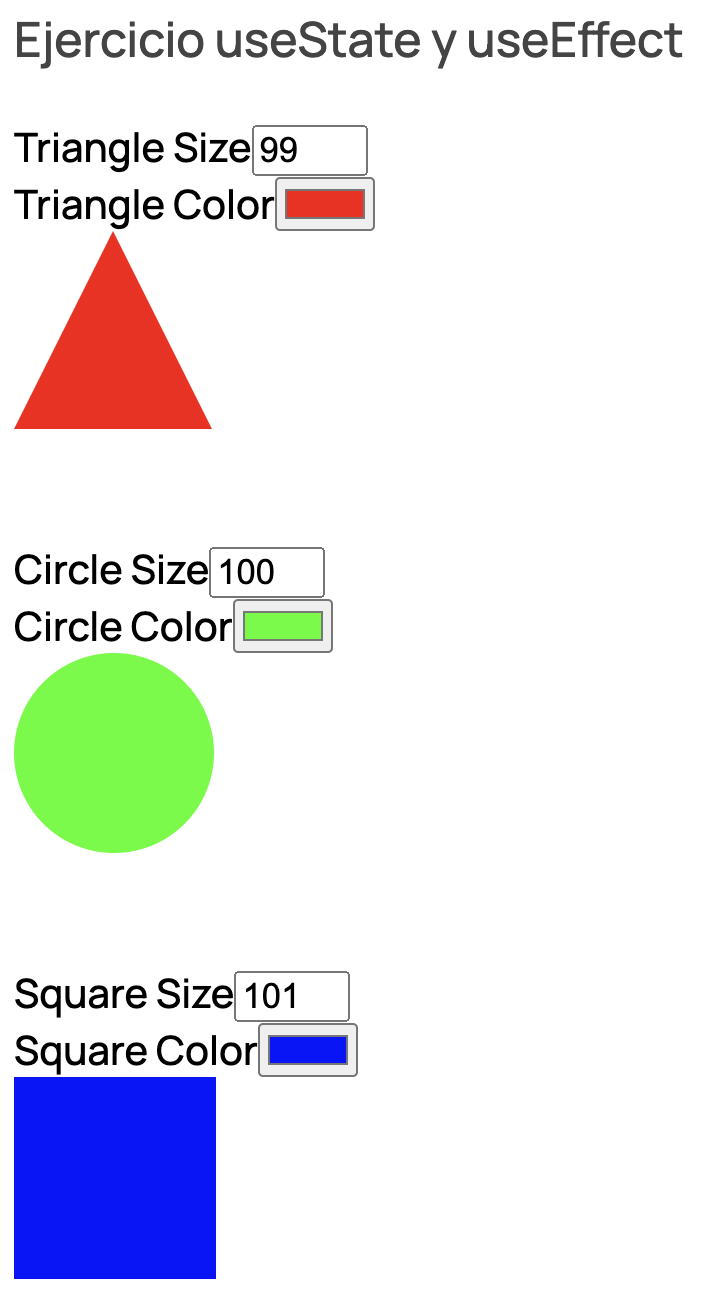 Ejercicio useState y useEffect
Triangle Size 99
Triangle Color
Circle Size 100
Circle Color
Square Size 101
Square Color